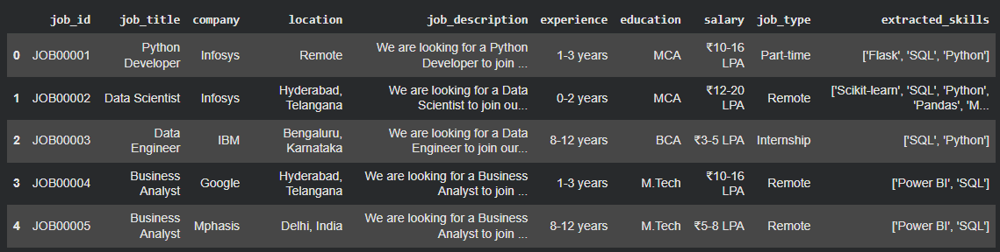 job_id job_title company location job_description experience education salary job_type extracted_skills
0 JOB00001 Python Developer Infosys Remote We are looking for a Python Developer to join ... 1-3 years MCA ₹10-16 LPA Part-time ['Flask', 'SQL', 'Python']
1 JOB00002 Data Scientist Infosys Hyderabad, Telangana We are looking for a Data Scientist to join ou... 0-2 years MCA ₹12-20 LPA Remote ['Scikit-learn', 'SQL', 'Python', 'Pandas', 'M...
2 JOB00003 Data Engineer IBM Bengaluru, Karnataka We are looking for a Data Engineer to join our... 8-12 years BCA ₹3-5 LPA Internship ['SQL', 'Python']
3 JOB00004 Business Analyst Google Hyderabad, Telangana We are looking for a Business Analyst to join ... 1-3 years M.Tech ₹10-16 LPA Remote ['Power BI', 'SQL']
4 JOB00005 Business Analyst Mphasis Delhi, India We are looking for a Business Analyst to join ... 8-12 years M.Tech ₹5-8 LPA Remote ['Power BI', 'SQL']